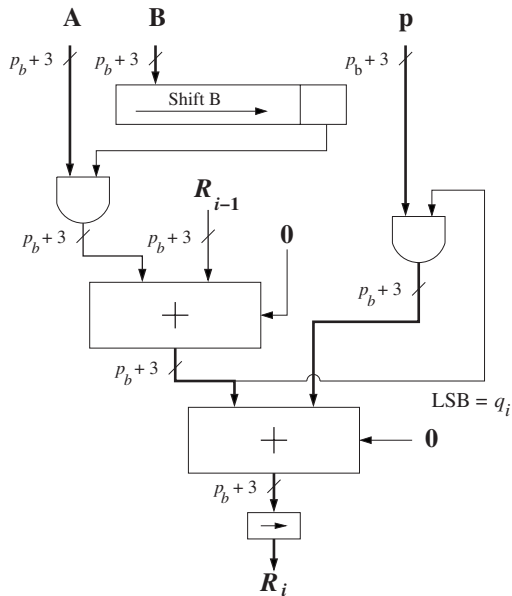 A B p
p_b + 3 p_b + 3 p_b + 3
Shift B
R_{i−1}
p_b + 3 p_b + 3 0
p_b + 3
+
p_b + 3
LSB = q_i
+ 0
p_b + 3
R_i